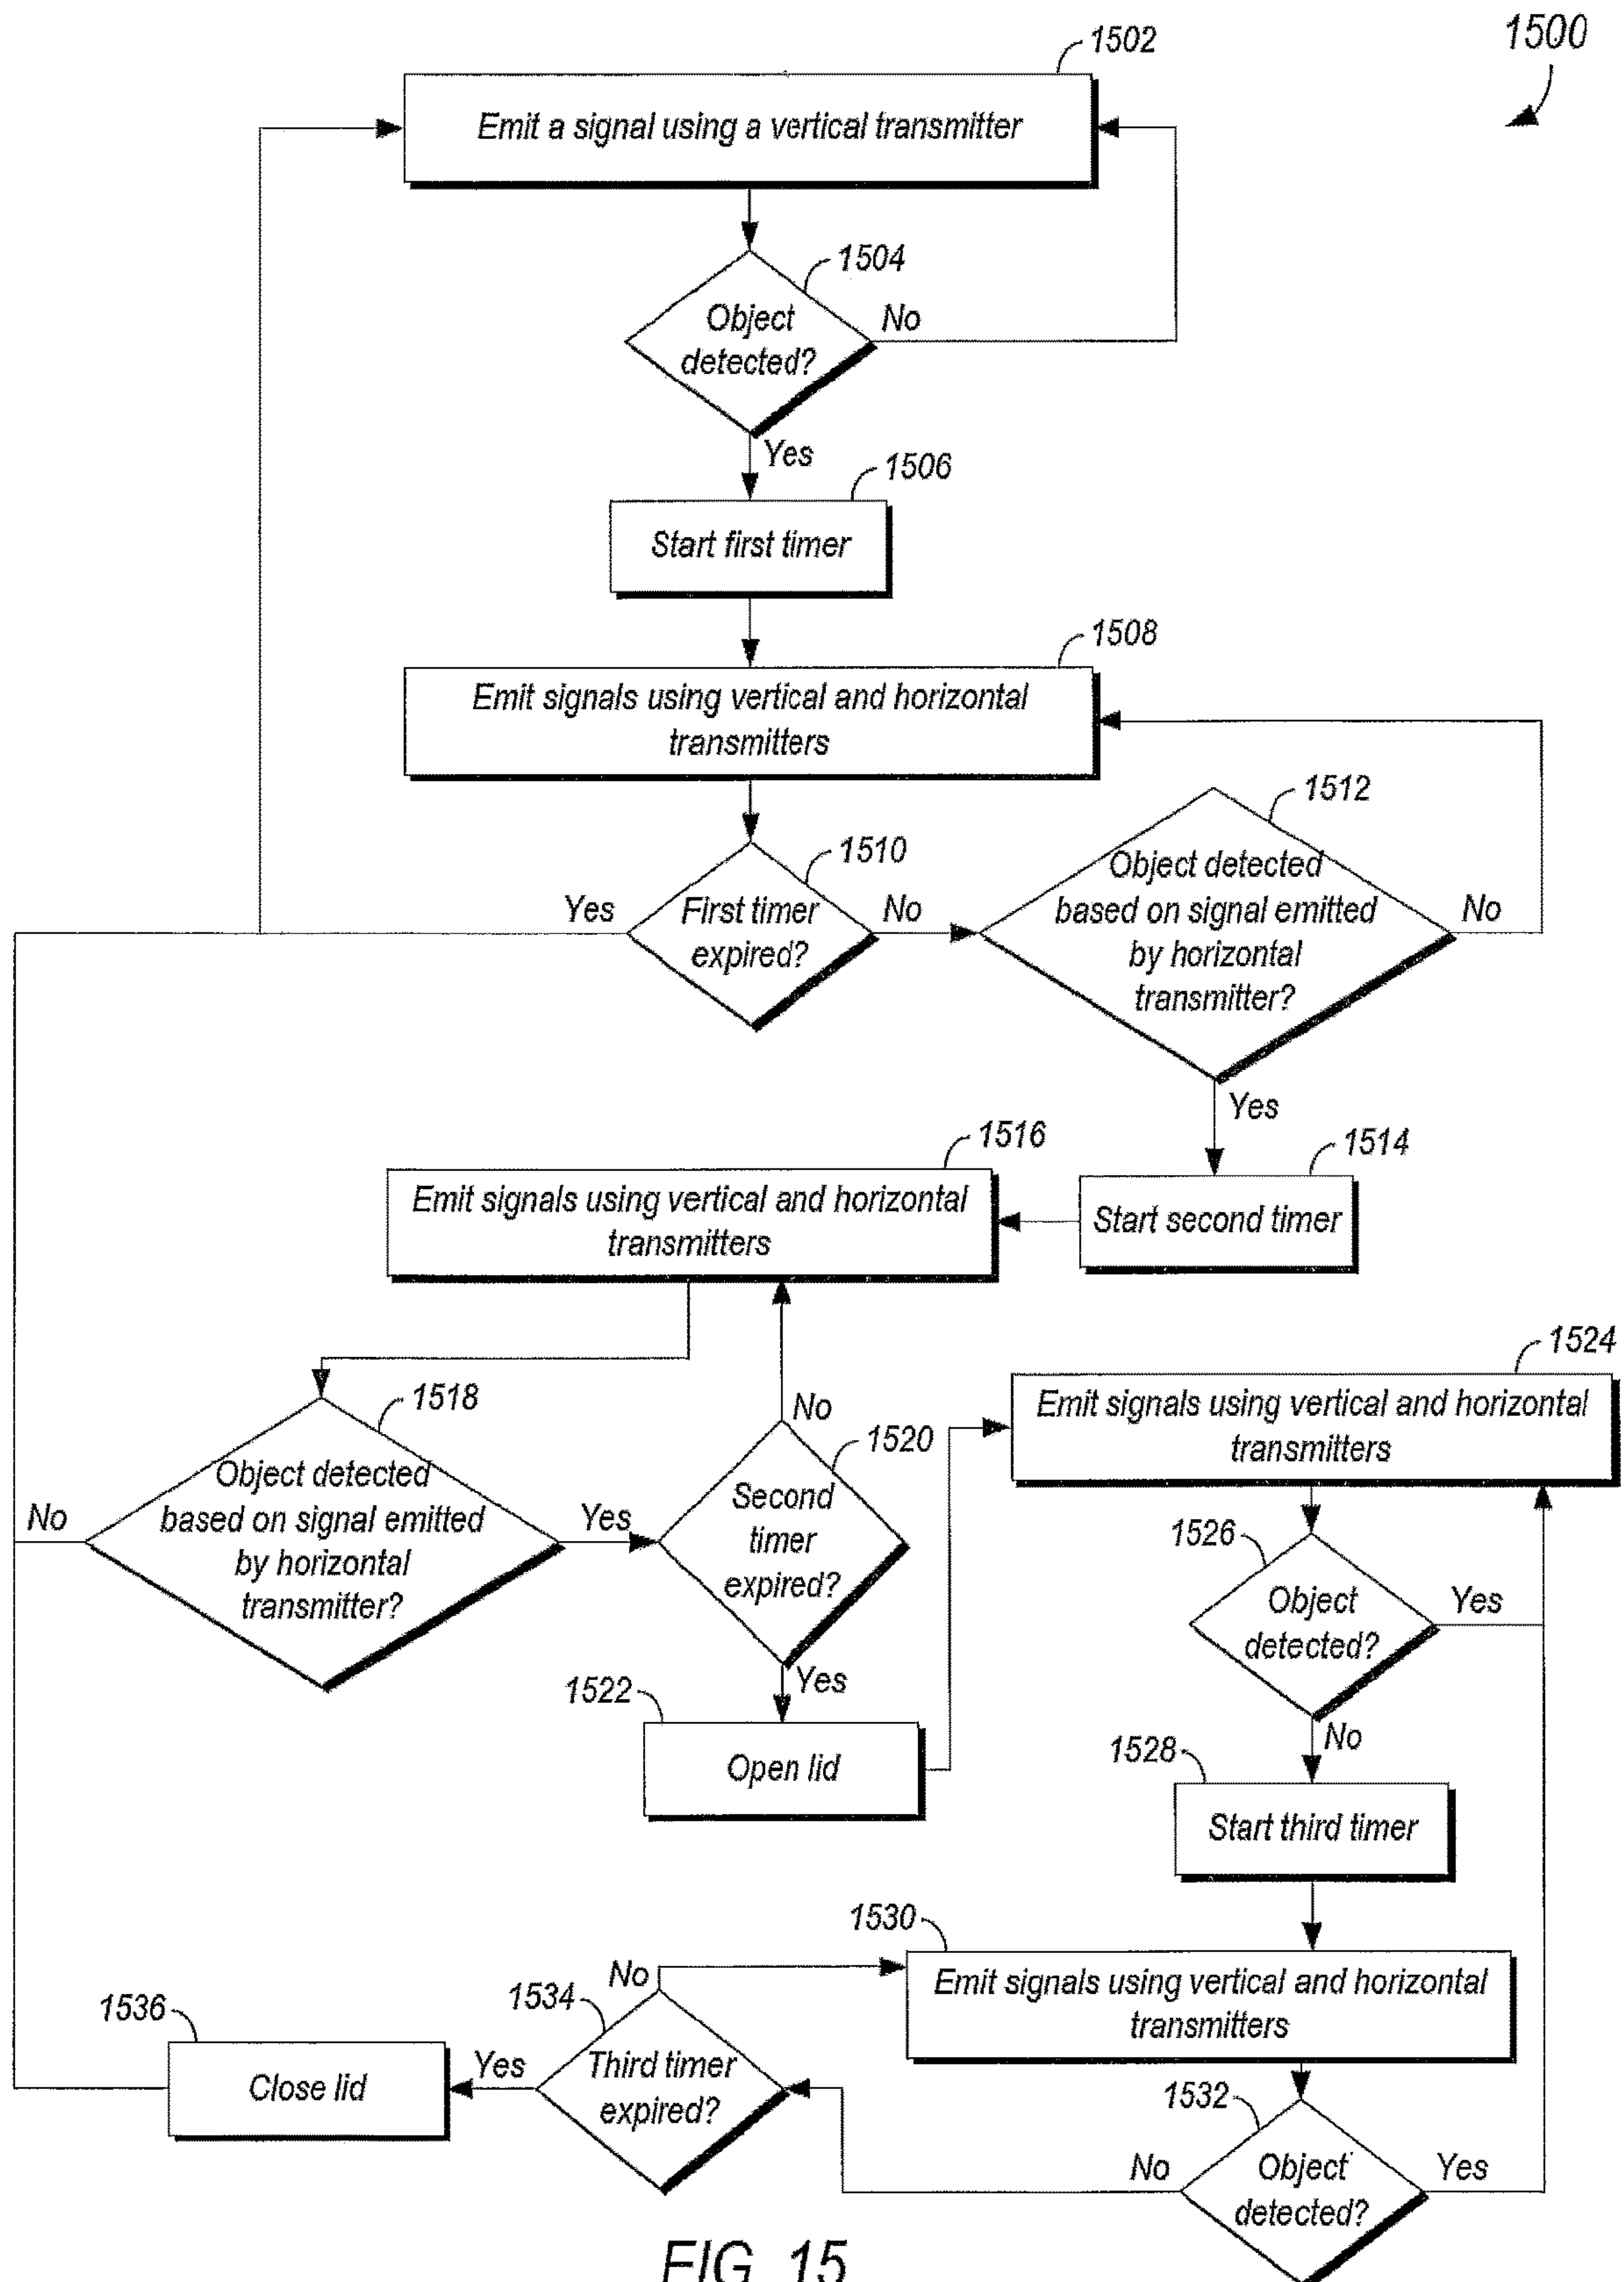 1500
1502
Emit a signal using a vertical transmitter
1504
Object
detected?
No
Yes
1506
Start first timer
1508
Emit signals using vertical and horizontal
transmitters
1510
First timer
expired?
Yes
No
1512
Object detected
based on signal emitted
by horizontal
transmitter?
No
Yes
1514
Start second timer
1516
Emit signals using vertical and horizontal
transmitters
1518
Object detected
based on signal emitted
by horizontal
transmitter?
No
Yes
1520
Second
timer
expired?
No
Yes
1522
Open lid
1524
Emit signals using vertical and horizontal
transmitters
1526
Object
detected?
Yes
No
1528
Start third timer
1530
Emit signals using vertical and horizontal
transmitters
1532
Object
detected?
No
Yes
1534
Third timer
expired?
No
Yes
1536
Close lid
FIG. 15